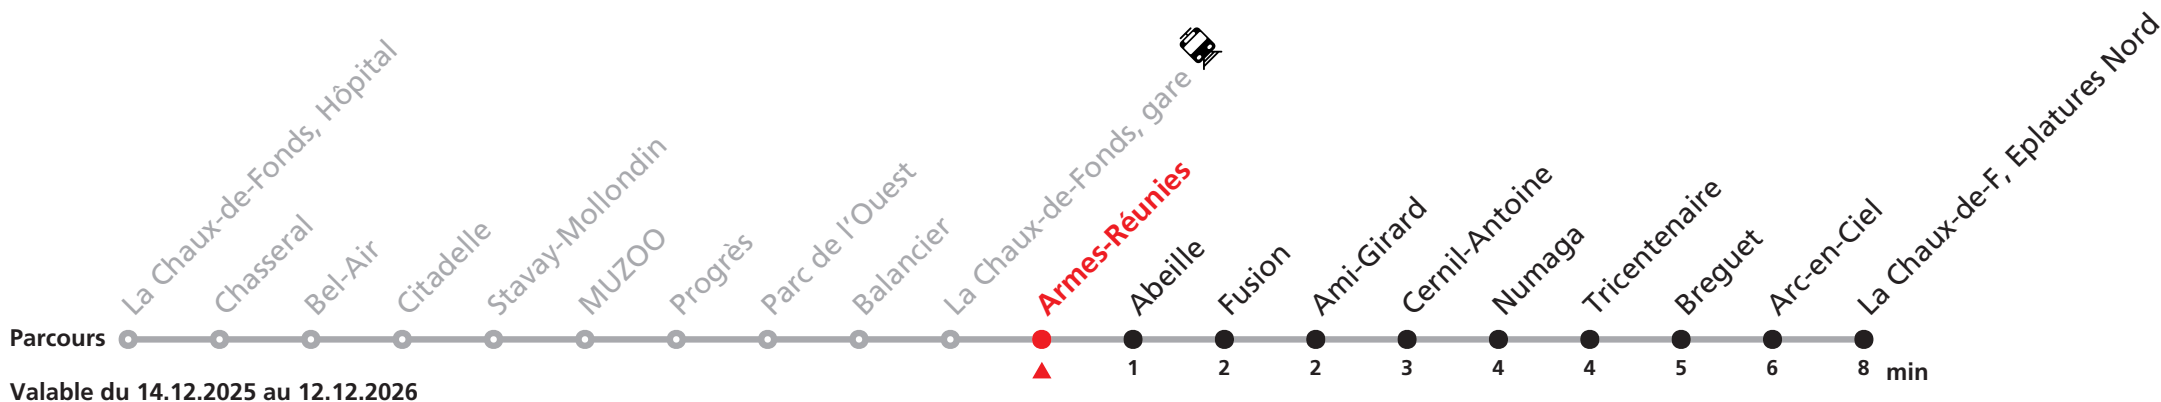 La Chaux-de-Fonds, Hôpital
Chasseral
Bel-Air
Citadelle
Stavay-Mollondin
MUZOO
Progrès
Parc de l'Ouest
Balancier
La Chaux-de-Fonds, gare
Armes-Réunies
Abeille
Fusion
Ami-Girard
Cernil-Antoine
Numaga
Tricentenaire
Breguet
Arc-en-Ciel
La Chaux-de-F, Eplatures Nord
Parcours
1 2 2 3 4 4 5 6 8 min
Valable du 14.12.2025 au 12.12.2026